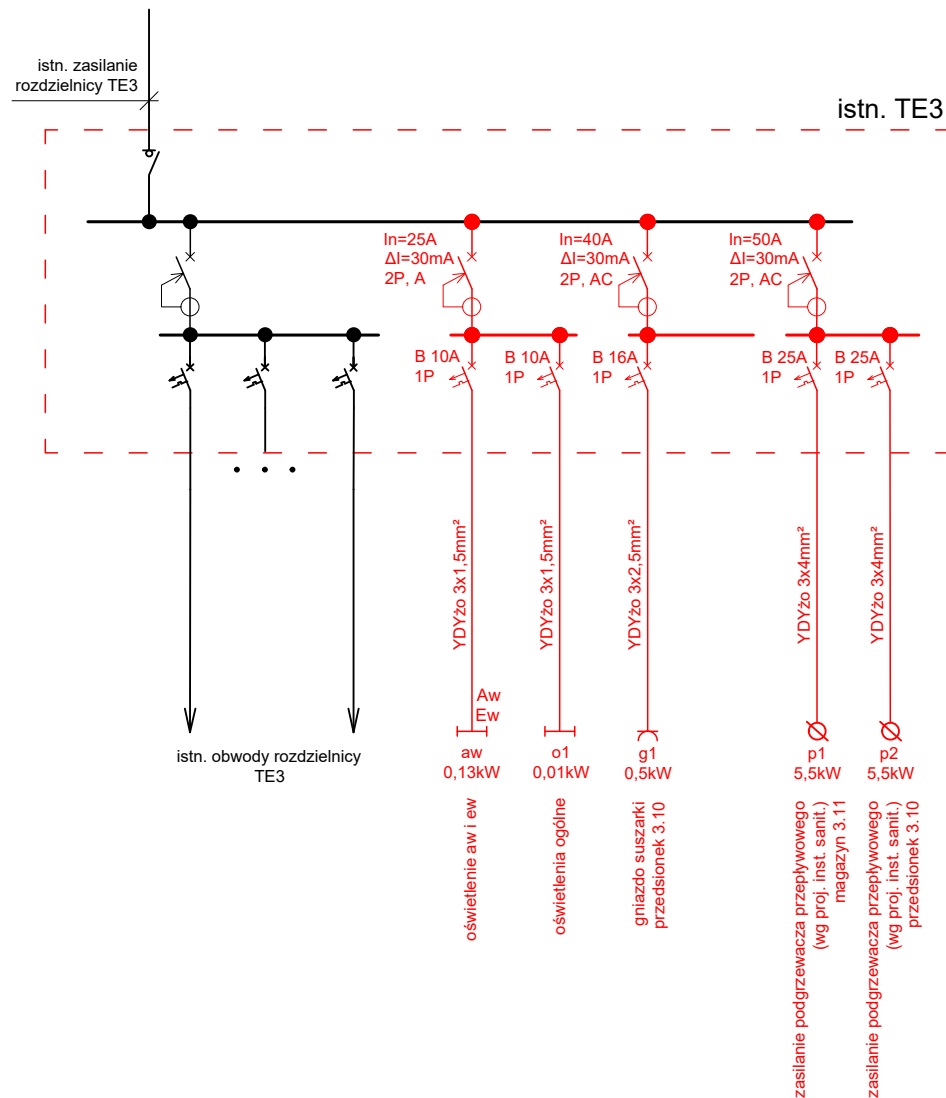 istn. zasilanie
rozdzielnicy TE3
istn. TE3
In=25A
ΔI=30mA
2P, A
In=40A
ΔI=30mA
2P, AC
In=50A
ΔI=30mA
2P, AC
B 10A
1P
B 10A
1P
B 16A
1P
B 25A
1P
B 25A
1P
YDYżo 3x1,5mm²
YDYżo 3x1,5mm²
YDYżo 3x2,5mm²
YDYżo 3x4mm²
YDYżo 3x4mm²
Aw
Ew
istn. obwody rozdzielnicy
TE3
aw
0,13kW
o1
0,01kW
g1
0,5kW
p1
5,5kW
p2
5,5kW
oświetlenie aw i ew
oświetlenia ogólne
gniazdo suszarki
przedsionek 3.10
zasilanie podgrzewacza przepływowego
(wg proj. inst. sanit.)
magazyn 3.11
zasilanie podgrzewacza przepływowego
(wg proj. inst. sanit.)
przedsionek 3.10